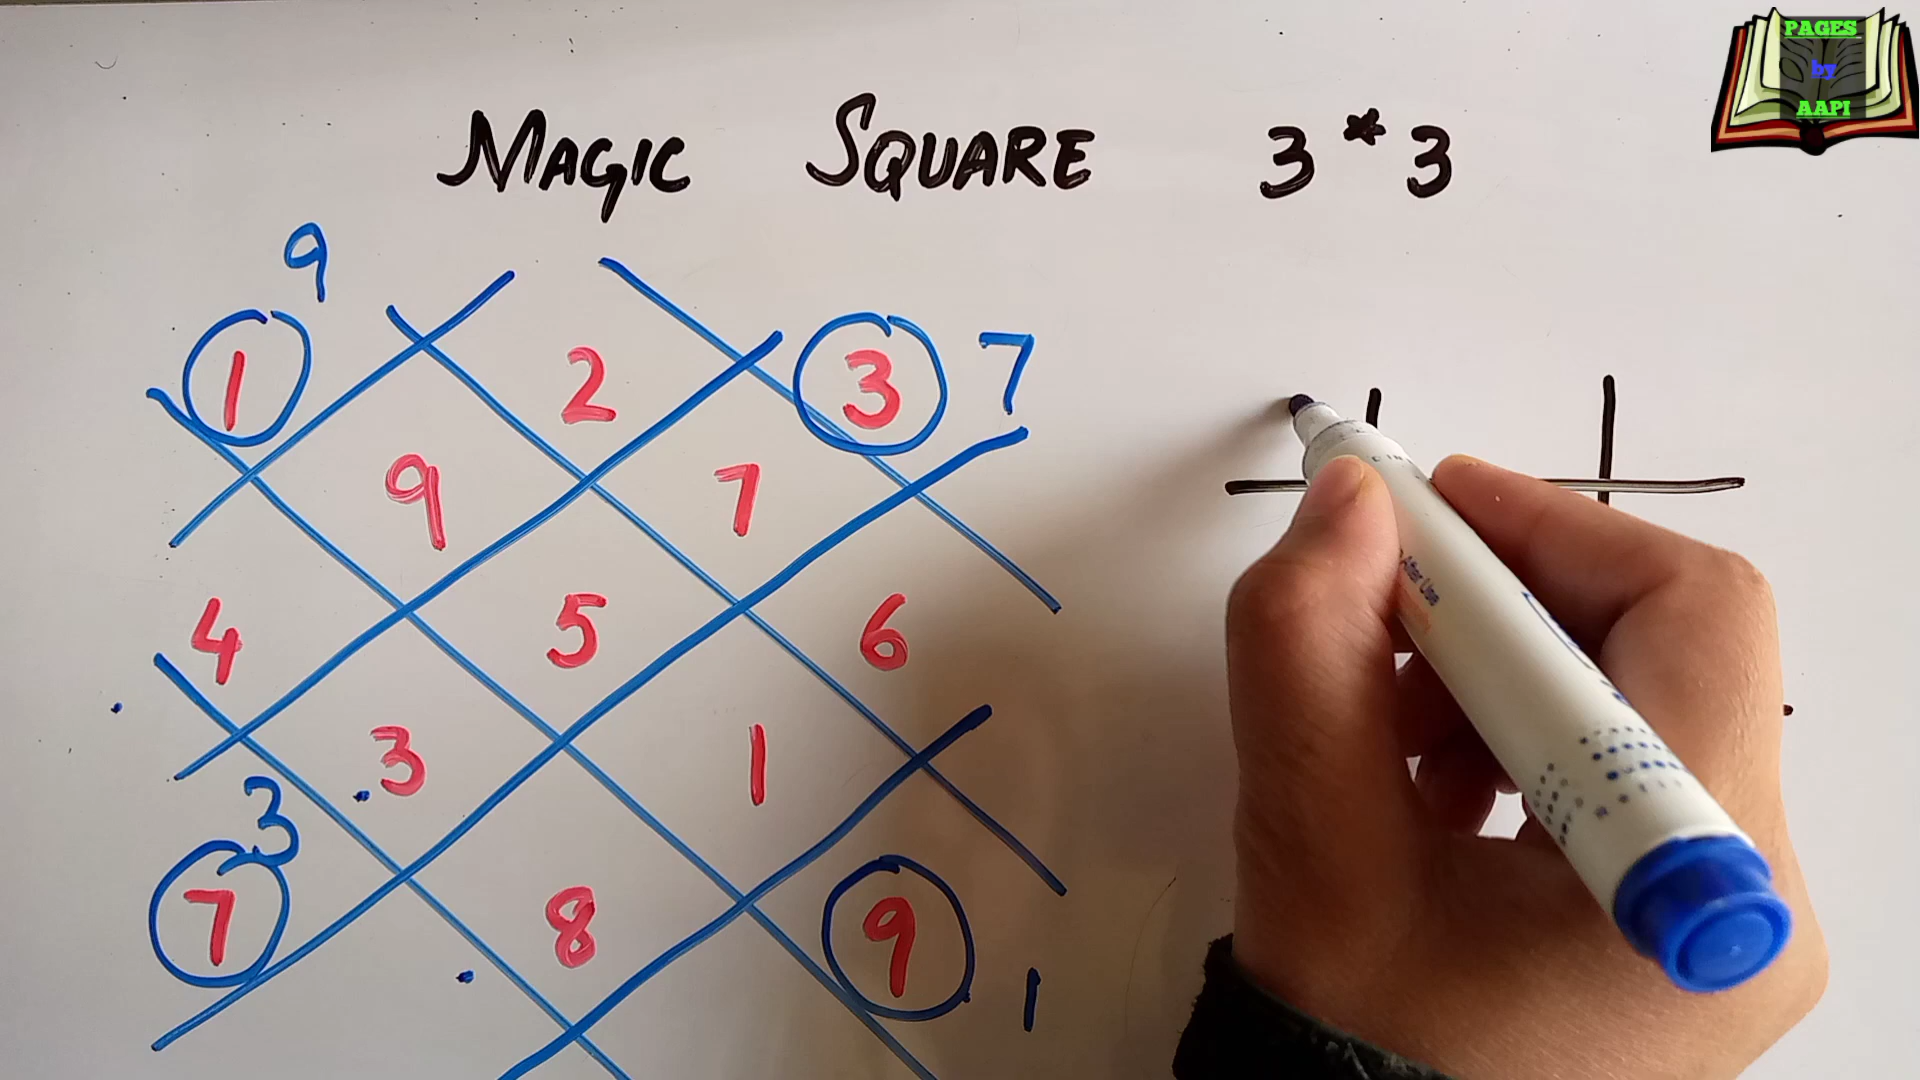 PAGES
by
AAPI
MAGIC SQUARE 3*3
9
1 2 3 7
9 7
4 5 6
3 1
3
7 8 9
1